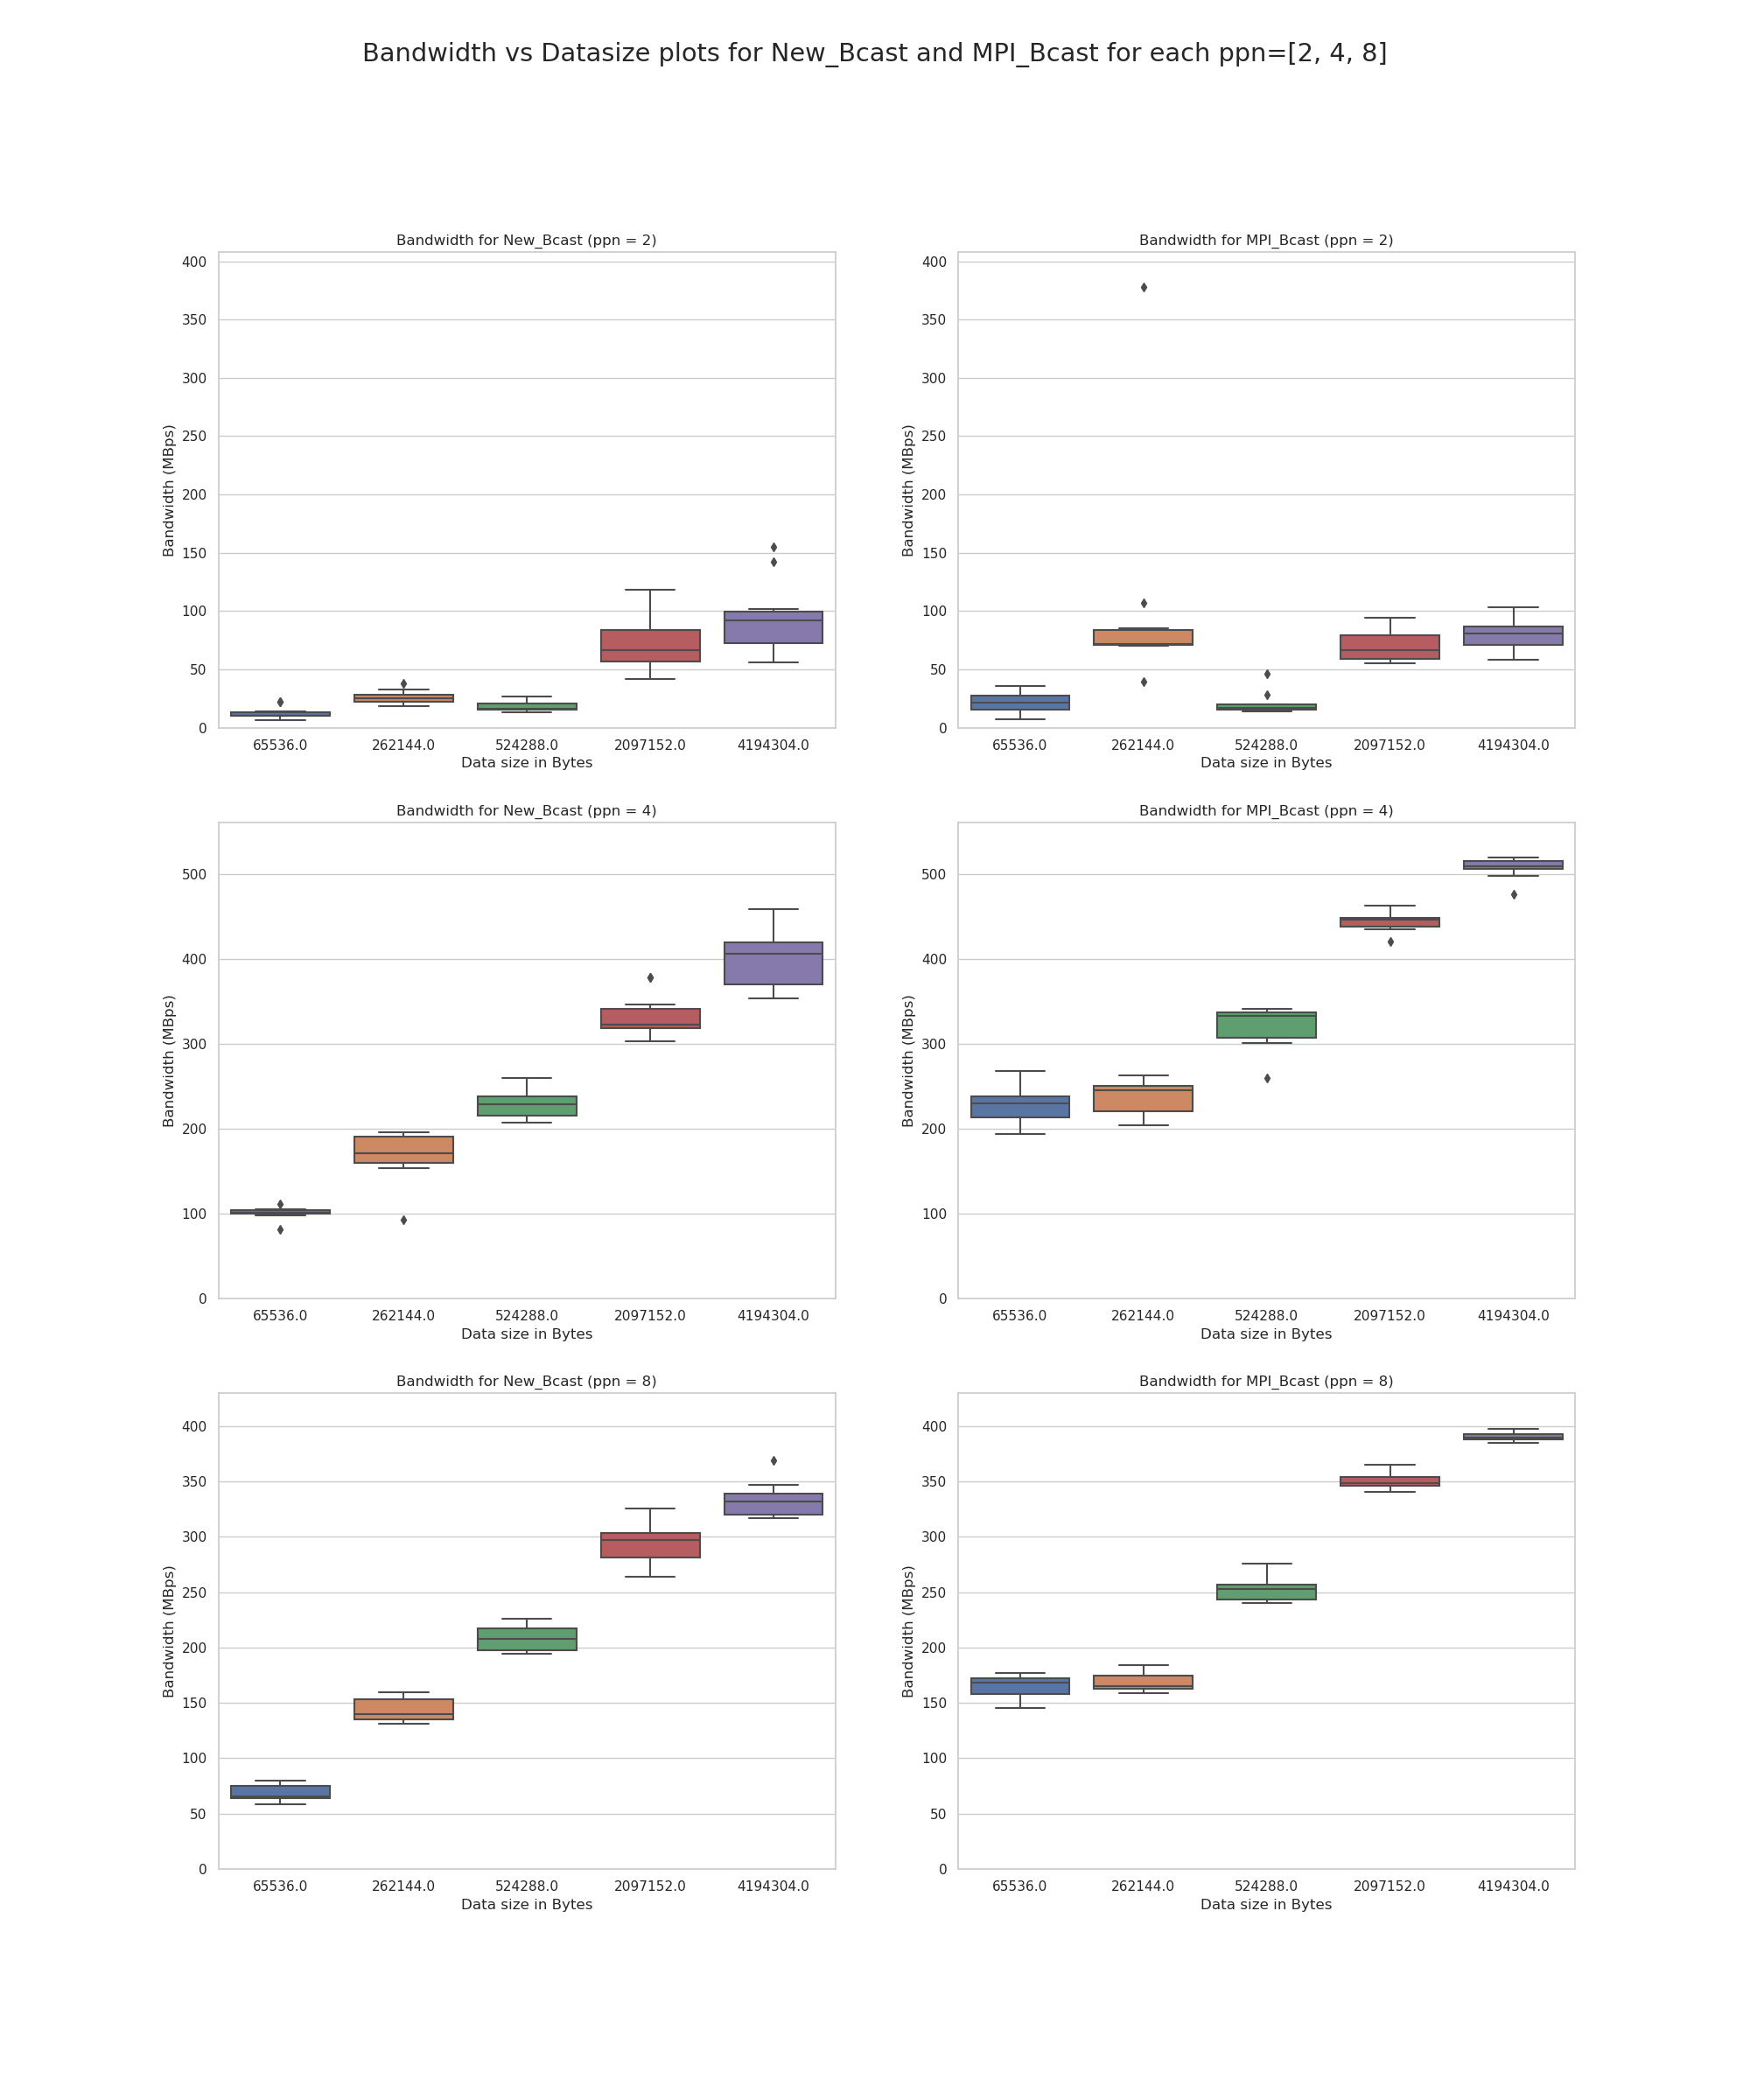 Bandwidth vs Datasize plots for New_Bcast and MPI_Bcast for each ppn=[2, 4, 8]
Bandwidth for New_Bcast (ppn = 2)
400
350
300
250
200
150
100
50
0
Bandwidth (MBps)
65536.0 262144.0 524288.0 2097152.0 4194304.0
Data size in Bytes
Bandwidth for MPI_Bcast (ppn = 2)
400
350
300
250
200
150
100
50
0
Bandwidth (MBps)
65536.0 262144.0 524288.0 2097152.0 4194304.0
Data size in Bytes
Bandwidth for New_Bcast (ppn = 4)
500
400
300
200
100
0
Bandwidth (MBps)
65536.0 262144.0 524288.0 2097152.0 4194304.0
Data size in Bytes
Bandwidth for MPI_Bcast (ppn = 4)
500
400
300
200
100
0
Bandwidth (MBps)
65536.0 262144.0 524288.0 2097152.0 4194304.0
Data size in Bytes
Bandwidth for New_Bcast (ppn = 8)
400
350
300
250
200
150
100
50
0
Bandwidth (MBps)
65536.0 262144.0 524288.0 2097152.0 4194304.0
Data size in Bytes
Bandwidth for MPI_Bcast (ppn = 8)
400
350
300
250
200
150
100
50
0
Bandwidth (MBps)
65536.0 262144.0 524288.0 2097152.0 4194304.0
Data size in Bytes